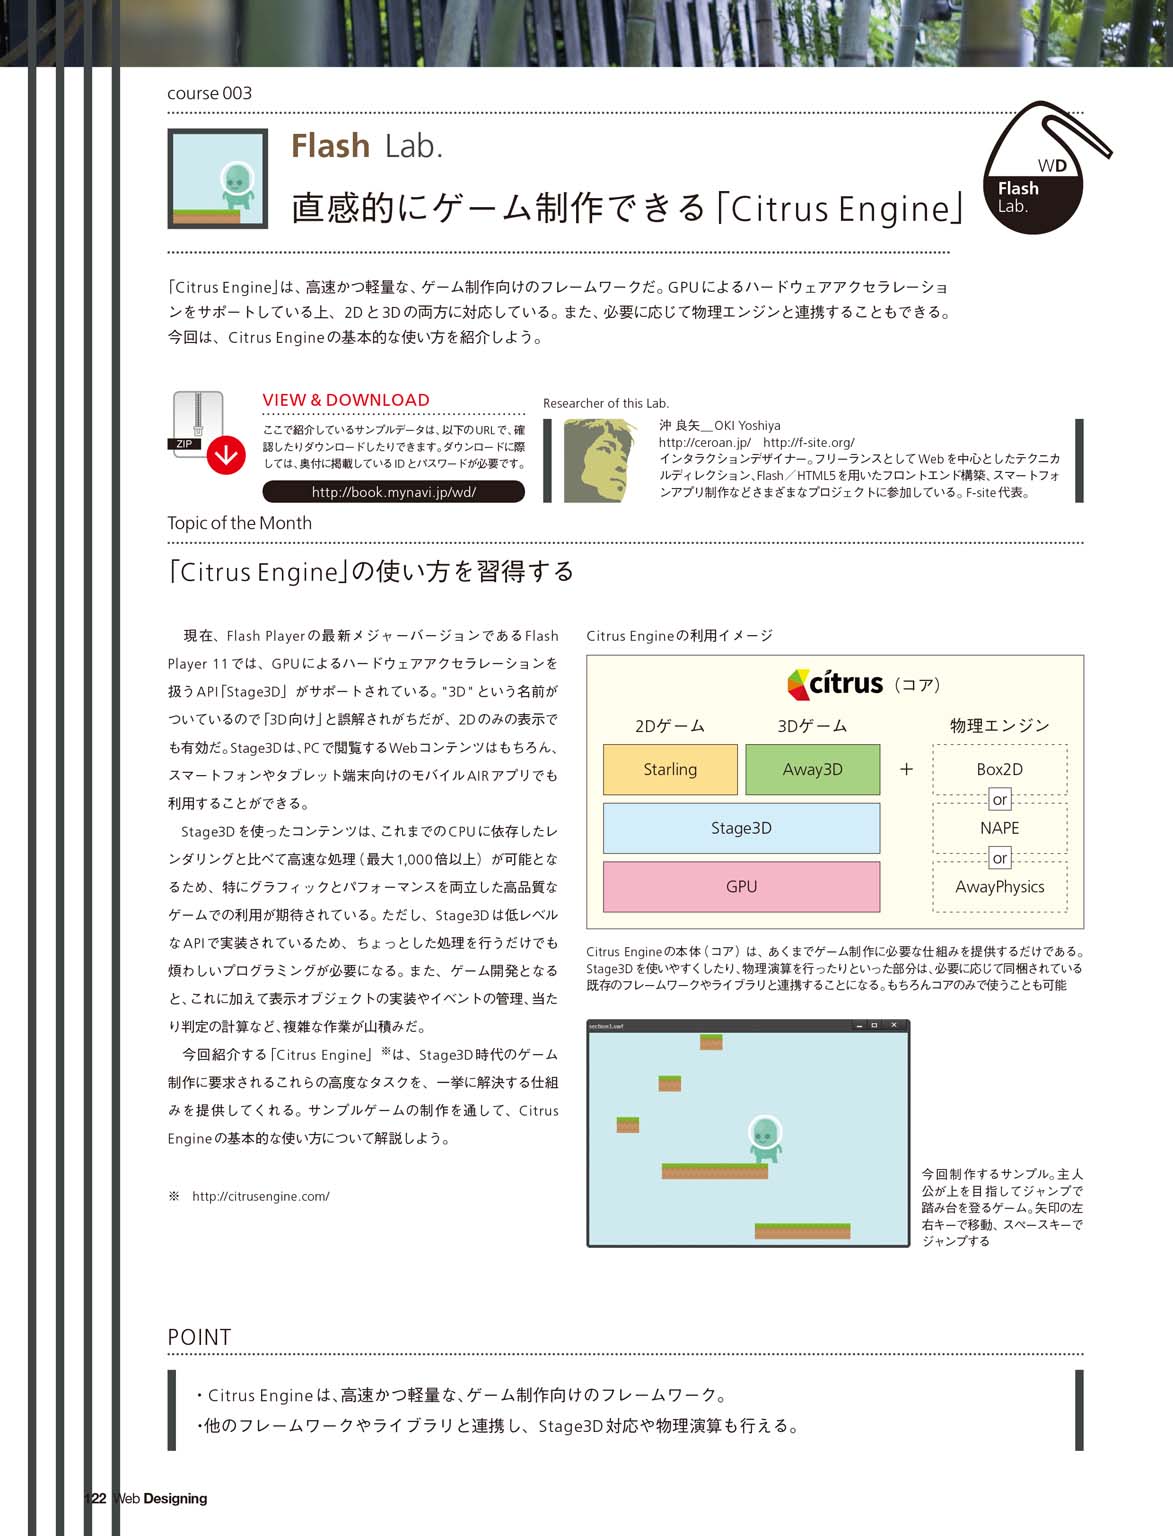 course 003
Flash Lab.
直感的にゲーム制作できる「Citrus Engine」
WD
Flash
Lab.
「Citrus Engine」は、高速かつ軽量な、ゲーム制作向けのフレームワークだ。GPUによるハードウェアアクセラレーショ
ンをサポートしている上、2Dと3Dの両方に対応している。また、必要に応じて物理エンジンと連携することもできる。
今回は、Citrus Engineの基本的な使い方を紹介しよう。
ZIP
VIEW & DOWNLOAD
ここで紹介しているサンプルデータは、以下のURLで、確
認したりダウンロードしたりできます。ダウンロードに際
しては、奥付に掲載しているIDとパスワードが必要です。
http://book.mynavi.jp/wd/
Researcher of this Lab.
沖 良矢__OKI Yoshiya
http://ceroan.jp/ http://f-site.org/
インタラクションデザイナー。フリーランスとしてWebを中心としたテクニカ
ルディレクション、Flash／HTML5を用いたフロントエンド構築、スマートフォ
ンアプリ制作などさまざまなプロジェクトに参加している。F-site代表。
Topic of the Month
「Citrus Engine」の使い方を習得する
現在、Flash Playerの最新メジャーバージョンであるFlash
Player 11では、GPUによるハードウェアアクセラレーションを
扱うAPI「Stage3D」がサポートされている。"3D"という名前が
ついているので「3D向け」と誤解されがちだが、2Dのみの表示で
も有効だ。Stage3Dは、PCで閲覧するWebコンテンツはもちろん、
スマートフォンやタブレット端末向けのモバイルAIRアプリでも
利用することができる。
Stage3Dを使ったコンテンツは、これまでのCPUに依存したレ
ンダリングと比べて高速な処理（最大1,000倍以上）が可能とな
るため、特にグラフィックとパフォーマンスを両立した高品質な
ゲームでの利用が期待されている。ただし、Stage3Dは低レベル
なAPIで実装されているため、ちょっとした処理を行うだけでも
煩わしいプログラミングが必要になる。また、ゲーム開発となる
と、これに加えて表示オブジェクトの実装やイベントの管理、当た
り判定の計算など、複雑な作業が山積みだ。
今回紹介する「Citrus Engine」※は、Stage3D時代のゲーム
制作に要求されるこれらの高度なタスクを、一挙に解決する仕組
みを提供してくれる。サンプルゲームの制作を通して、Citrus
Engineの基本的な使い方について解説しよう。
※ http://citrusengine.com/
Citrus Engineの利用イメージ
citrus（コア）
2Dゲーム 3Dゲーム 物理エンジン
Starling Away3D + Box2D
or
Stage3D NAPE
or
GPU AwayPhysics
Citrus Engineの本体（コア）は、あくまでゲーム制作に必要な仕組みを提供するだけである。
Stage3Dを使いやすくしたり、物理演算を行ったりといった部分は、必要に応じて同梱されている
既存のフレームワークやライブラリと連携することになる。もちろんコアのみで使うことも可能
section1.swf
今回制作するサンプル。主人
公が上を目指してジャンプで
踏み台を登るゲーム。矢印の左
右キーで移動、スペースキーで
ジャンプする
POINT
・Citrus Engineは、高速かつ軽量な、ゲーム制作向けのフレームワーク。
・他のフレームワークやライブラリと連携し、Stage3D対応や物理演算も行える。
122 Web Designing